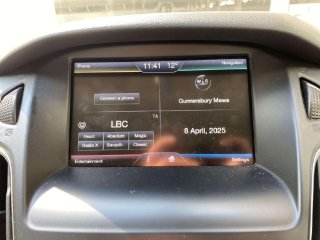 Phone 11:41 12° Navigation
Connect a phone
Gunnersbury Mews
TA
LBC
8 April, 2025
Heart Absolute Magic
Radio X Smooth Classic
Entertainment i Settings